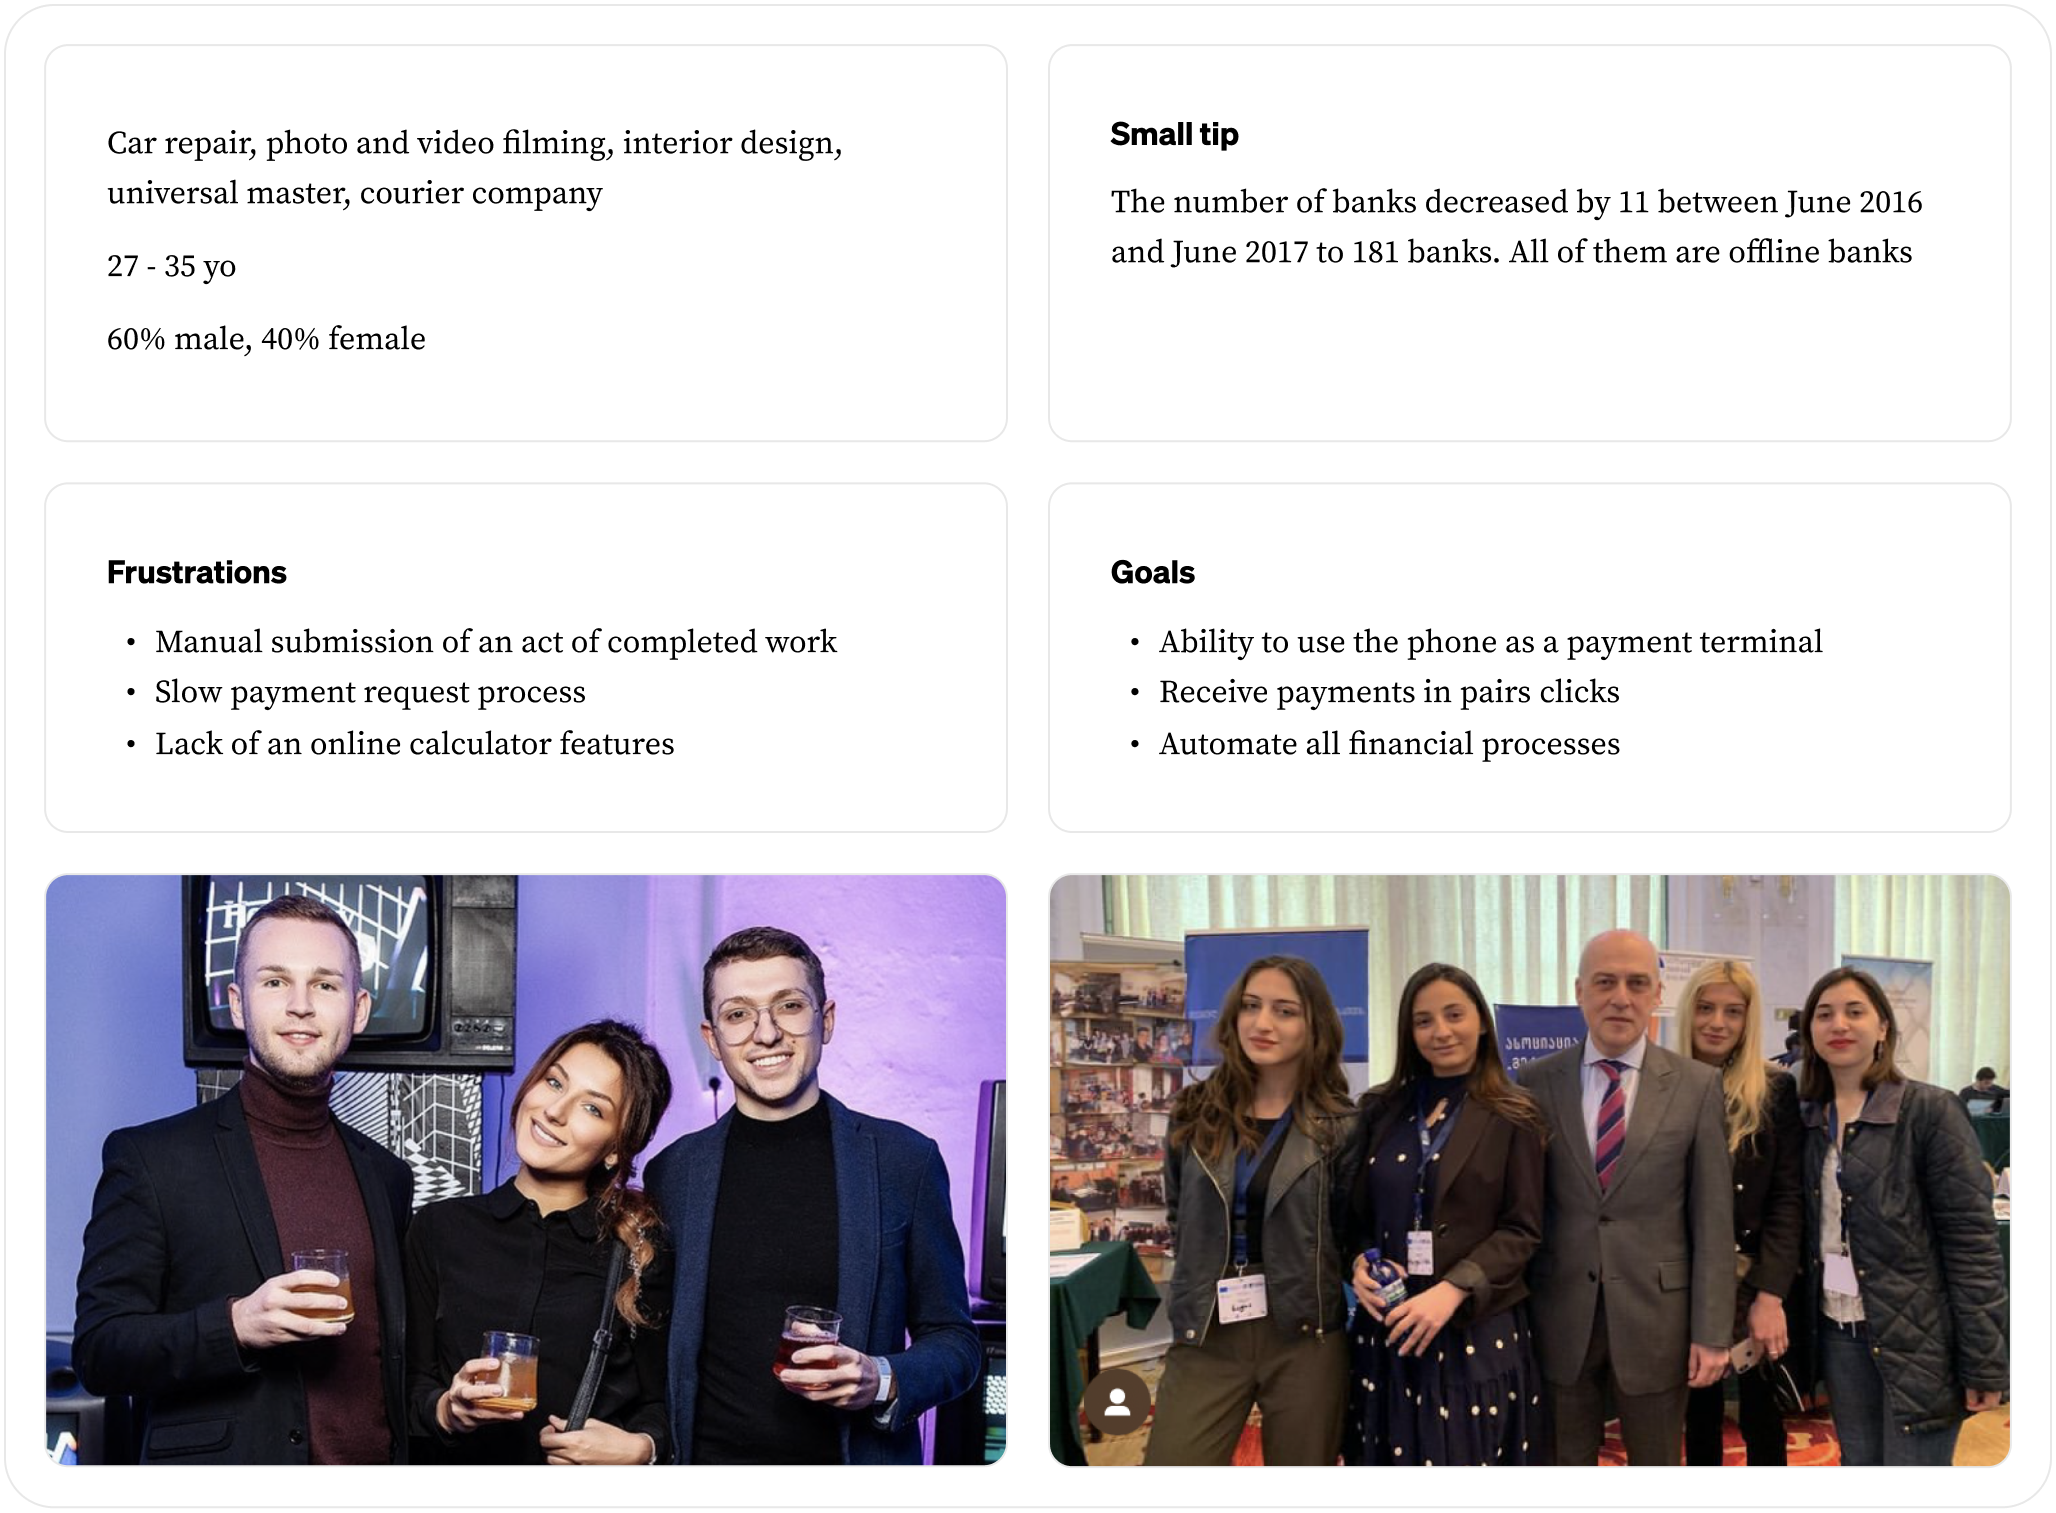 Car repair, photo and video filming, interior design,
universal master, courier company
27 - 35 yo
60% male, 40% female
Small tip
The number of banks decreased by 11 between June 2016
and June 2017 to 181 banks. All of them are offline banks
Frustrations
• Manual submission of an act of completed work
• Slow payment request process
• Lack of an online calculator features
Goals
• Ability to use the phone as a payment terminal
• Receive payments in pairs clicks
• Automate all financial processes
ასოციაცია